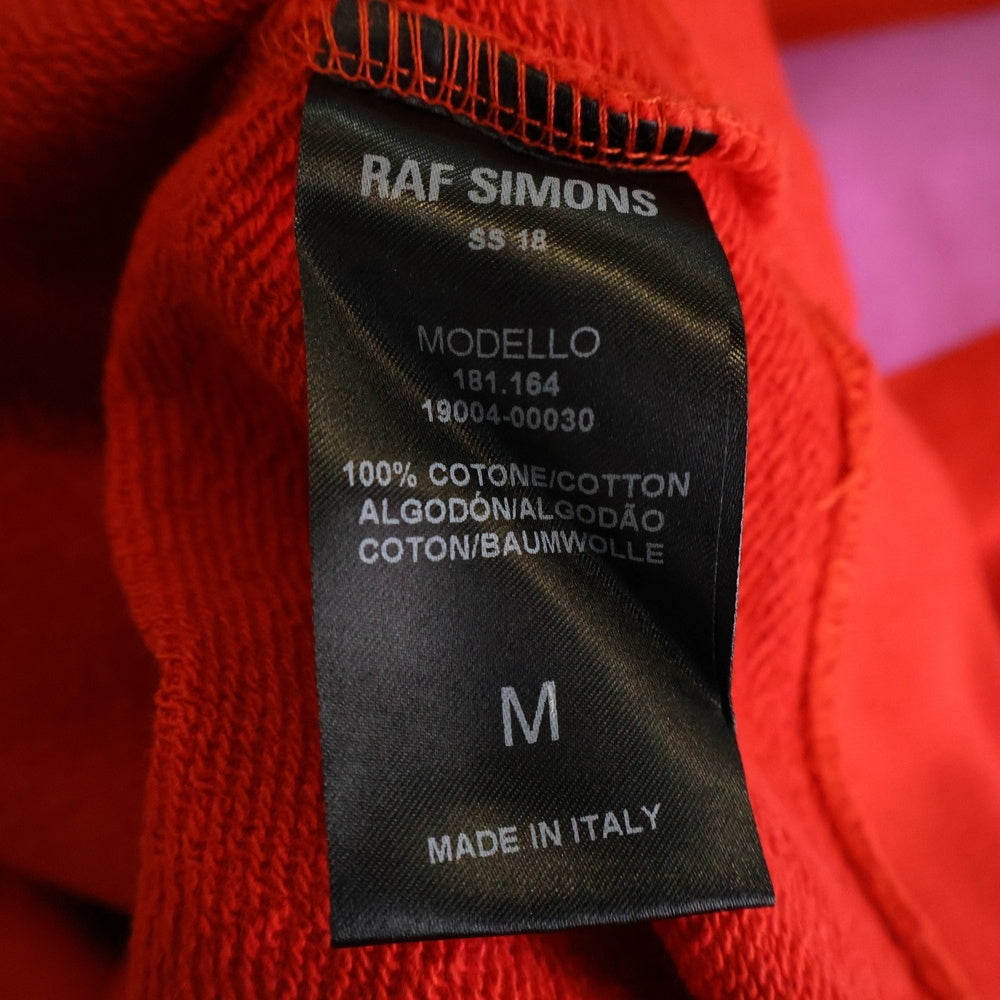 RAF SIMONS
SS 18
MODELLO
181.164
19004-00030
100% COTONE/COTTON
ALGODÓN/ALGODÃO
COTON/BAUMWOLLE
M
MADE IN ITALY